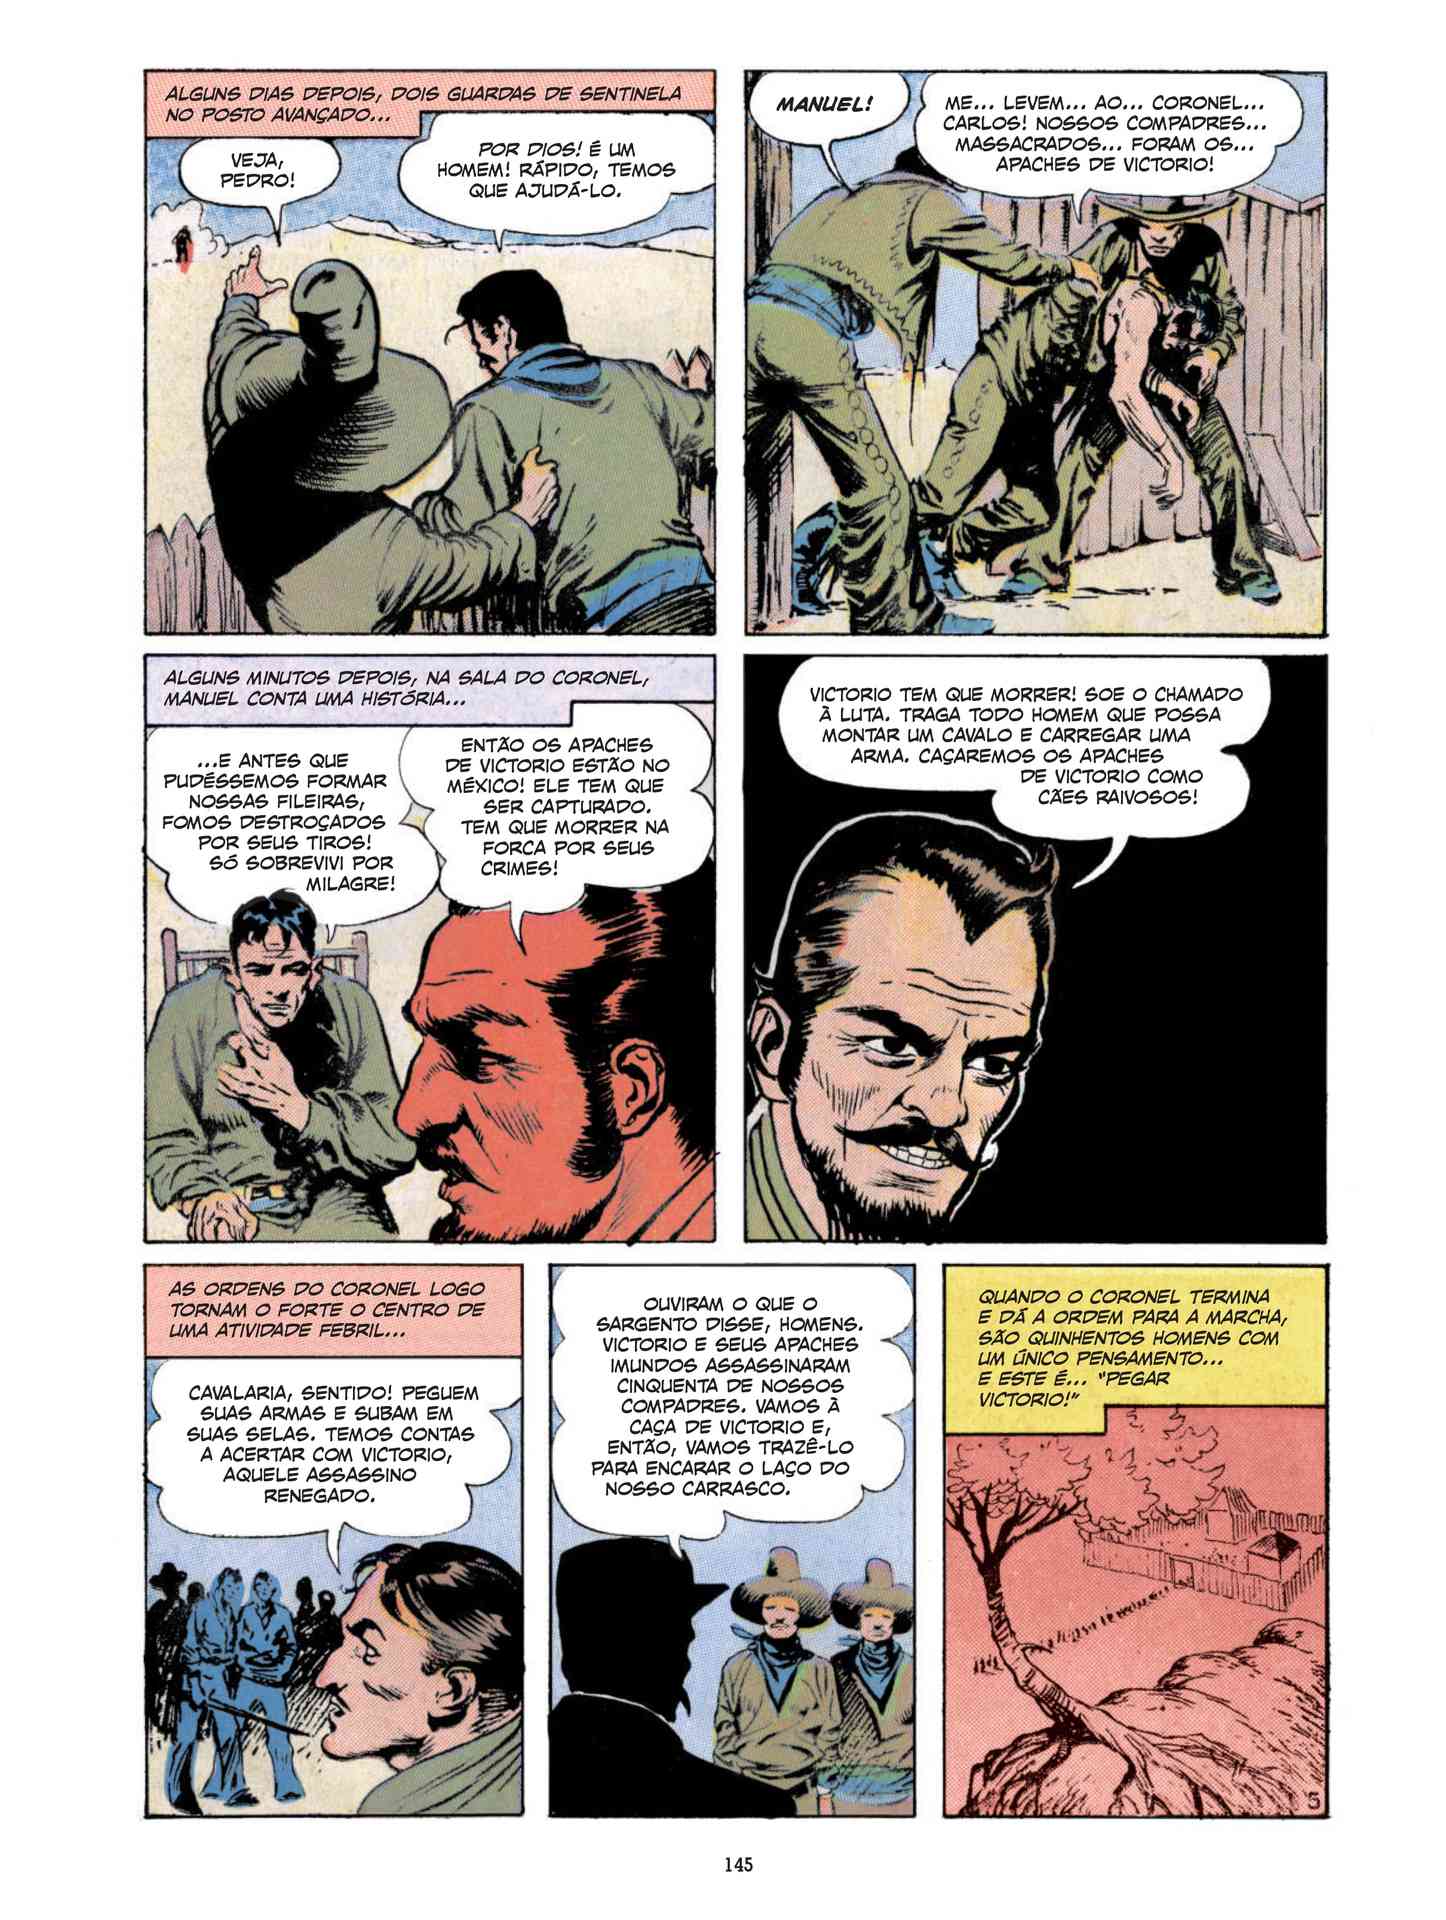 ALGUNS DIAS DEPOIS, DOIS GUARDAS DE SENTINELA
NO POSTO AVANÇADO...
VEJA,
PEDRO!
POR DIOS! É UM
HOMEM! RÁPIDO, TEMOS
QUE AJUDÁ-LO.
MANUEL!
ME... LEVEM... AO... CORONEL...
CARLOS! NOSSOS COMPADRES...
MASSACRADOS... FORAM OS...
APACHES DE VICTORIO!
ALGUNS MINUTOS DEPOIS, NA SALA DO CORONEL,
MANUEL CONTA UMA HISTÓRIA...
...E ANTES QUE
PUDÉSSEMOS FORMAR
NOSSAS FILEIRAS,
FOMOS DESTROÇADOS
POR SEUS TIROS!
SÓ SOBREVIVI POR
MILAGRE!
ENTÃO OS APACHES
DE VICTORIO ESTÃO NO
MÉXICO! ELE TEM QUE
SER CAPTURADO.
TEM QUE MORRER NA
FORCA POR SEUS
CRIMES!
VICTORIO TEM QUE MORRER! SOE O CHAMADO
À LUTA. TRAGA TODO HOMEM QUE POSSA
MONTAR UM CAVALO E CARREGAR UMA
ARMA. CAÇAREMOS OS APACHES
DE VICTORIO COMO
CÃES RAIVOSOS!
AS ORDENS DO CORONEL LOGO
TORNAM O FORTE O CENTRO DE
UMA ATIVIDADE FEBRIL...
CAVALARIA, SENTIDO! PEGUEM
SUAS ARMAS E SUBAM EM
SUAS SELAS. TEMOS CONTAS
A ACERTAR COM VICTORIO,
AQUELE ASSASSINO
RENEGADO.
OUVIRAM O QUE O
SARGENTO DISSE, HOMENS.
VICTORIO E SEUS APACHES
IMUNDOS ASSASSINARAM
CINQUENTA DE NOSSOS
COMPADRES. VAMOS À
CAÇA DE VICTORIO E,
ENTÃO, VAMOS TRAZÊ-LO
PARA ENCARAR O LAÇO DO
NOSSO CARRASCO.
QUANDO O CORONEL TERMINA
E DÁ A ORDEM PARA A MARCHA,
SÃO QUINHENTOS HOMENS COM
UM ÚNICO PENSAMENTO...
E ESTE É... "PEGAR
VICTORIO!"
5
145